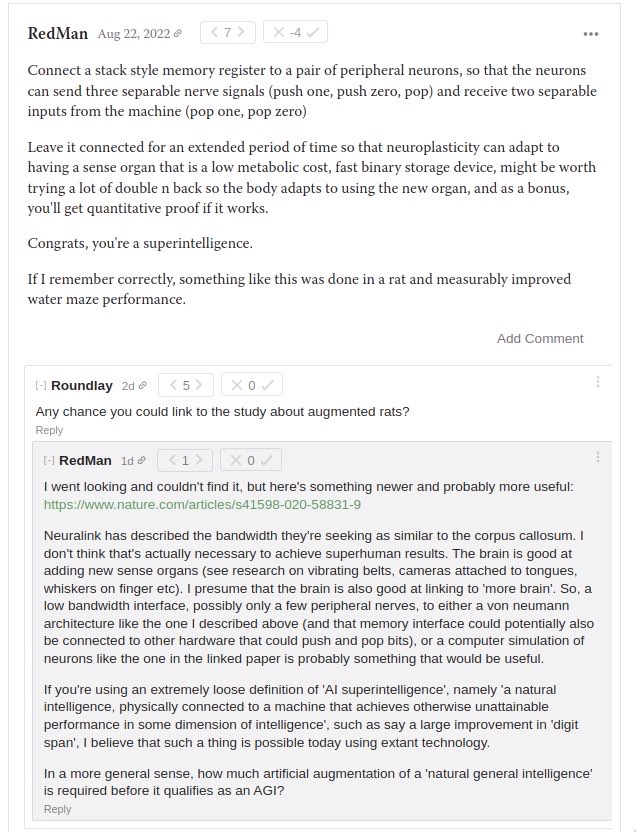 RedMan Aug 22, 2022 < 7 > × -4 ✓
Connect a stack style memory register to a pair of peripheral neurons, so that the neurons
can send three separable nerve signals (push one, push zero, pop) and receive two separable
inputs from the machine (pop one, pop zero)
Leave it connected for an extended period of time so that neuroplasticity can adapt to
having a sense organ that is a low metabolic cost, fast binary storage device, might be worth
trying a lot of double n back so the body adapts to using the new organ, and as a bonus,
you'll get quantitative proof if it works.
Congrats, you're a superintelligence.
If I remember correctly, something like this was done in a rat and measurably improved
water maze performance.
Add Comment
[-] Roundlay 2d < 5 > × 0 ✓
Any chance you could link to the study about augmented rats?
Reply
[-] RedMan 1d < 1 > × 0 ✓
I went looking and couldn't find it, but here's something newer and probably more useful:
https://www.nature.com/articles/s41598-020-58831-9
Neuralink has described the bandwidth they're seeking as similar to the corpus callosum. I
don't think that's actually necessary to achieve superhuman results. The brain is good at
adding new sense organs (see research on vibrating belts, cameras attached to tongues,
whiskers on finger etc). I presume that the brain is also good at linking to 'more brain'. So, a
low bandwidth interface, possibly only a few peripheral nerves, to either a von neumann
architecture like the one I described above (and that memory interface could potentially also
be connected to other hardware that could push and pop bits), or a computer simulation of
neurons like the one in the linked paper is probably something that would be useful.
If you're using an extremely loose definition of 'AI superintelligence', namely 'a natural
intelligence, physically connected to a machine that achieves otherwise unattainable
performance in some dimension of intelligence', such as say a large improvement in 'digit
span', I believe that such a thing is possible today using extant technology.
In a more general sense, how much artificial augmentation of a 'natural general intelligence'
is required before it qualifies as an AGI?
Reply